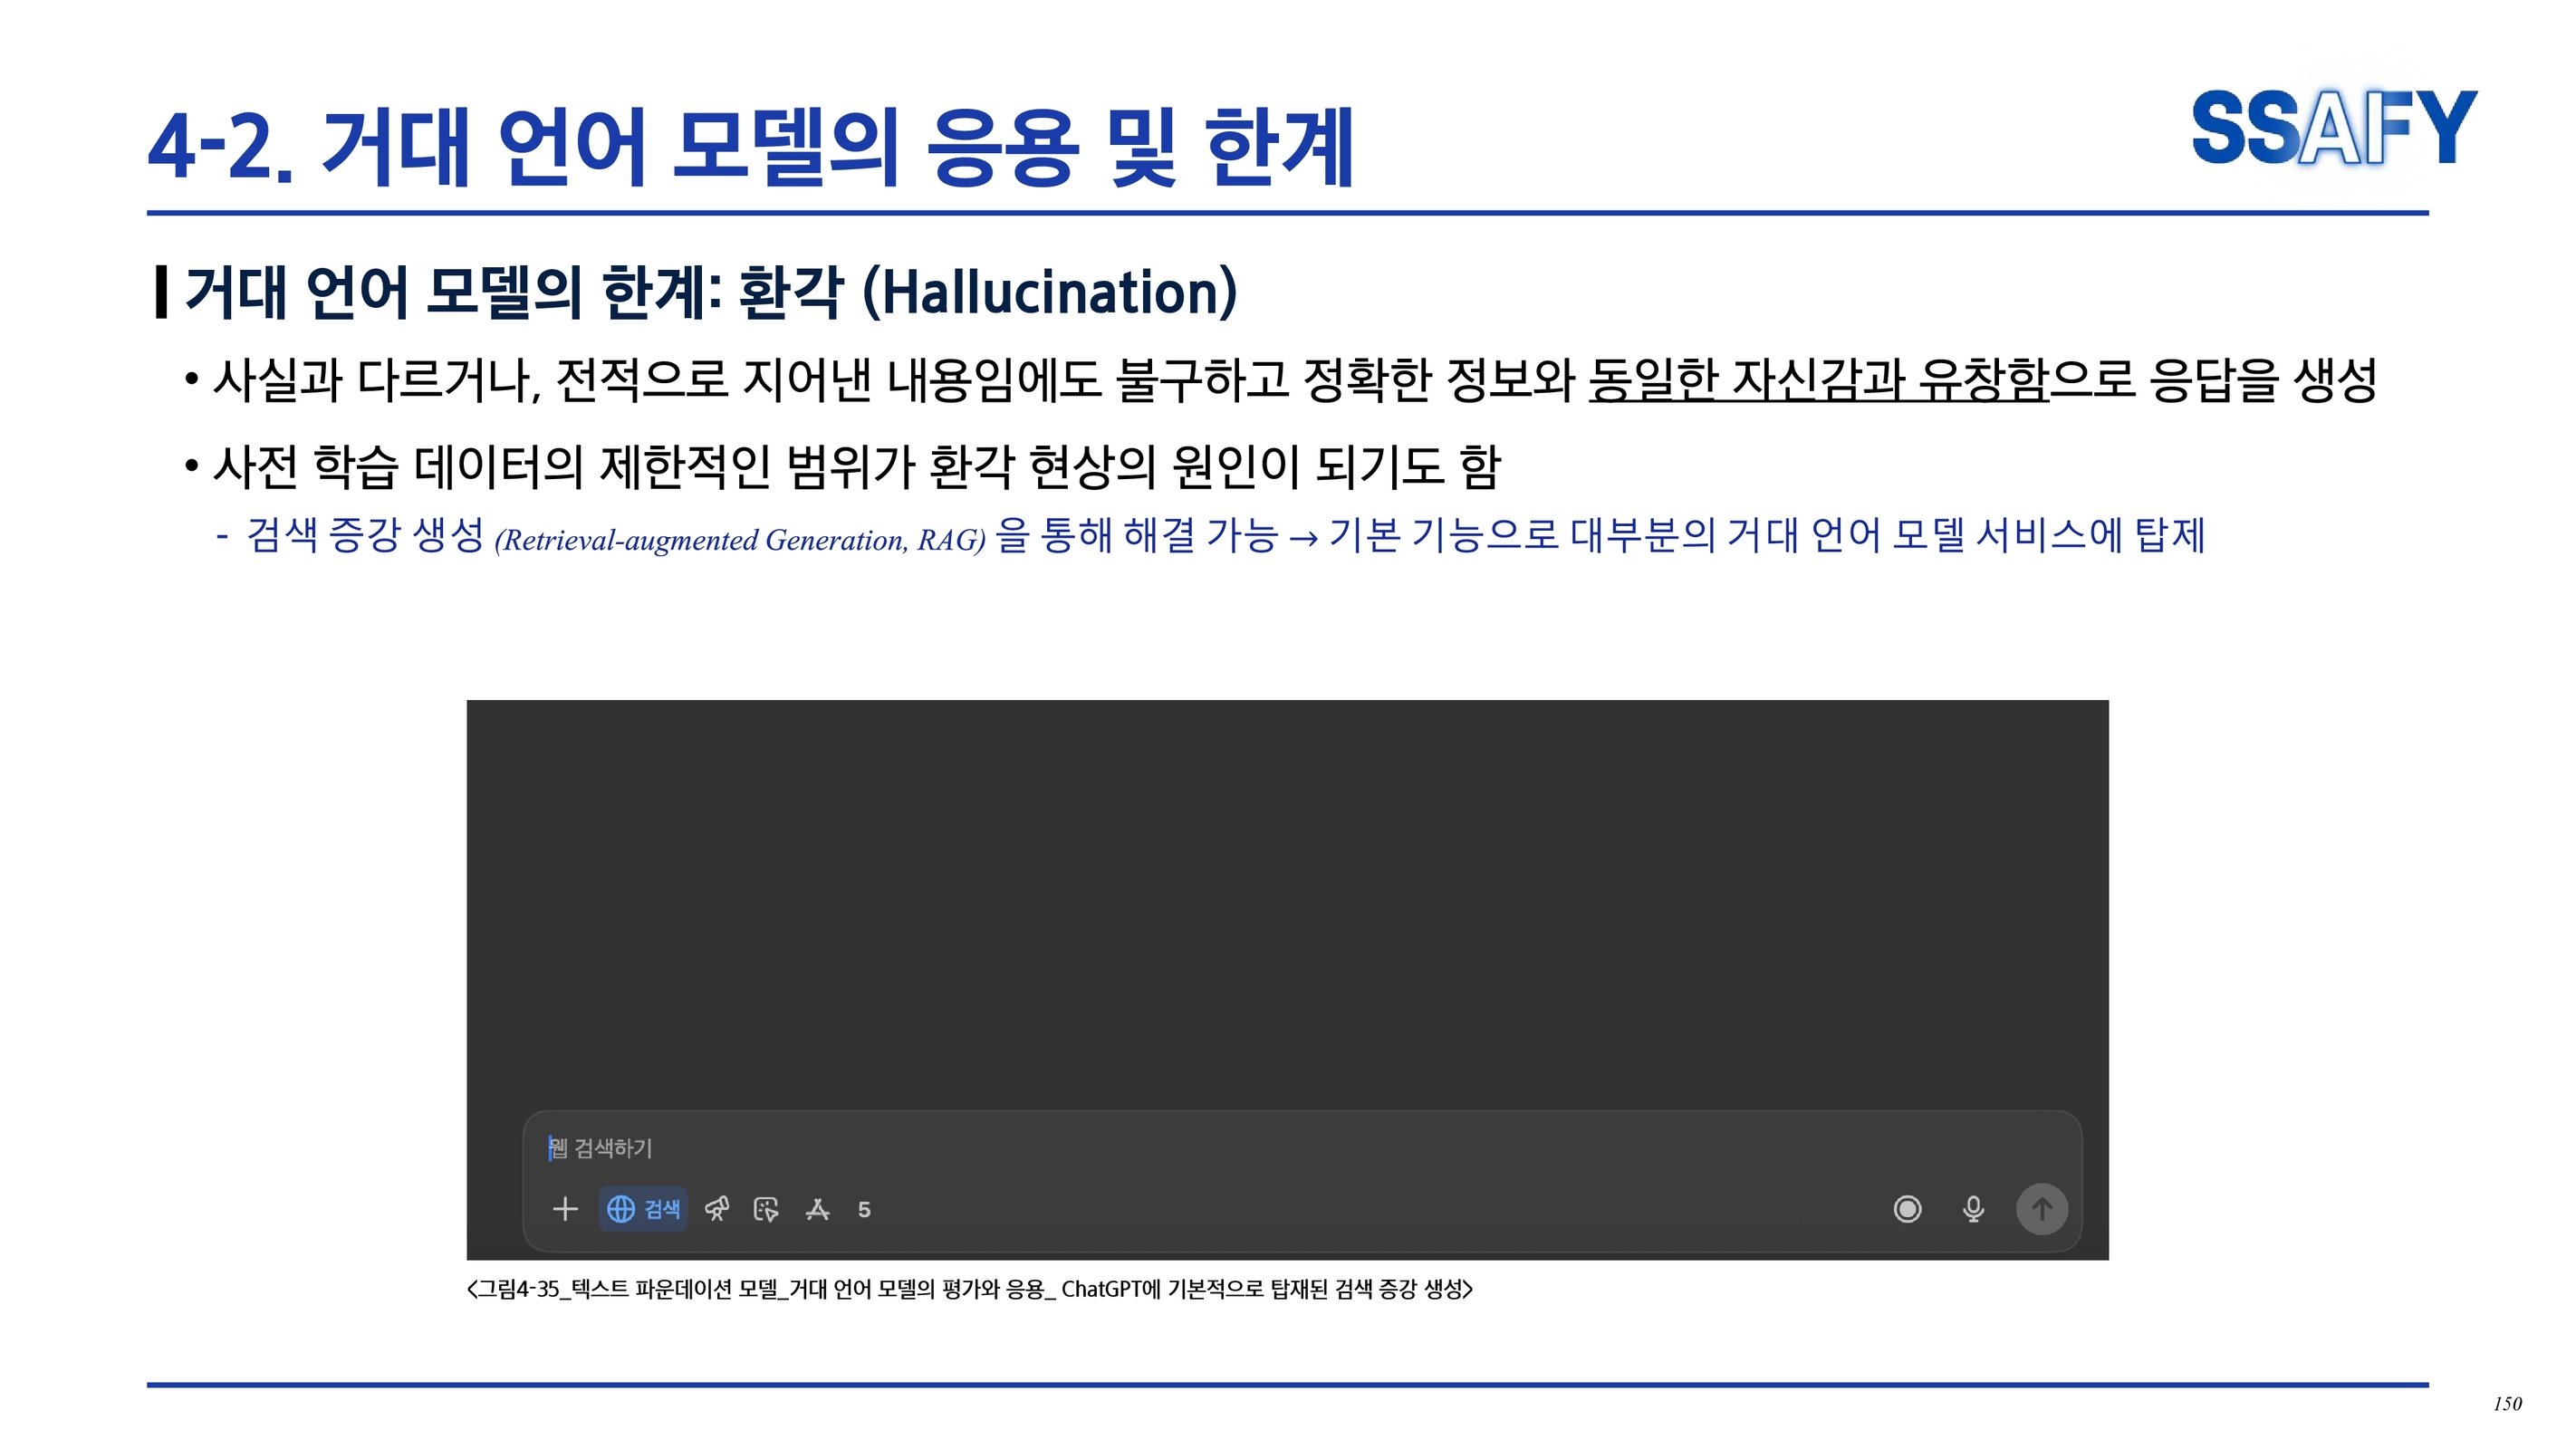 4-2. 거대 언어 모델의 응용 및 한계
SSAFY
거대 언어 모델의 한계: 환각 (Hallucination)
• 사실과 다르거나, 전적으로 지어낸 내용임에도 불구하고 정확한 정보와 동일한 자신감과 유창함으로 응답을 생성
• 사전 학습 데이터의 제한적인 범위가 환각 현상의 원인이 되기도 함
- 검색 증강 생성 (Retrieval-augmented Generation, RAG) 을 통해 해결 가능 → 기본 기능으로 대부분의 거대 언어 모델 서비스에 탑제
웹 검색하기
검색 5
<그림4-35_텍스트 파운데이션 모델_거대 언어 모델의 평가와 응용_ ChatGPT에 기본적으로 탑재된 검색 증강 생성>
150